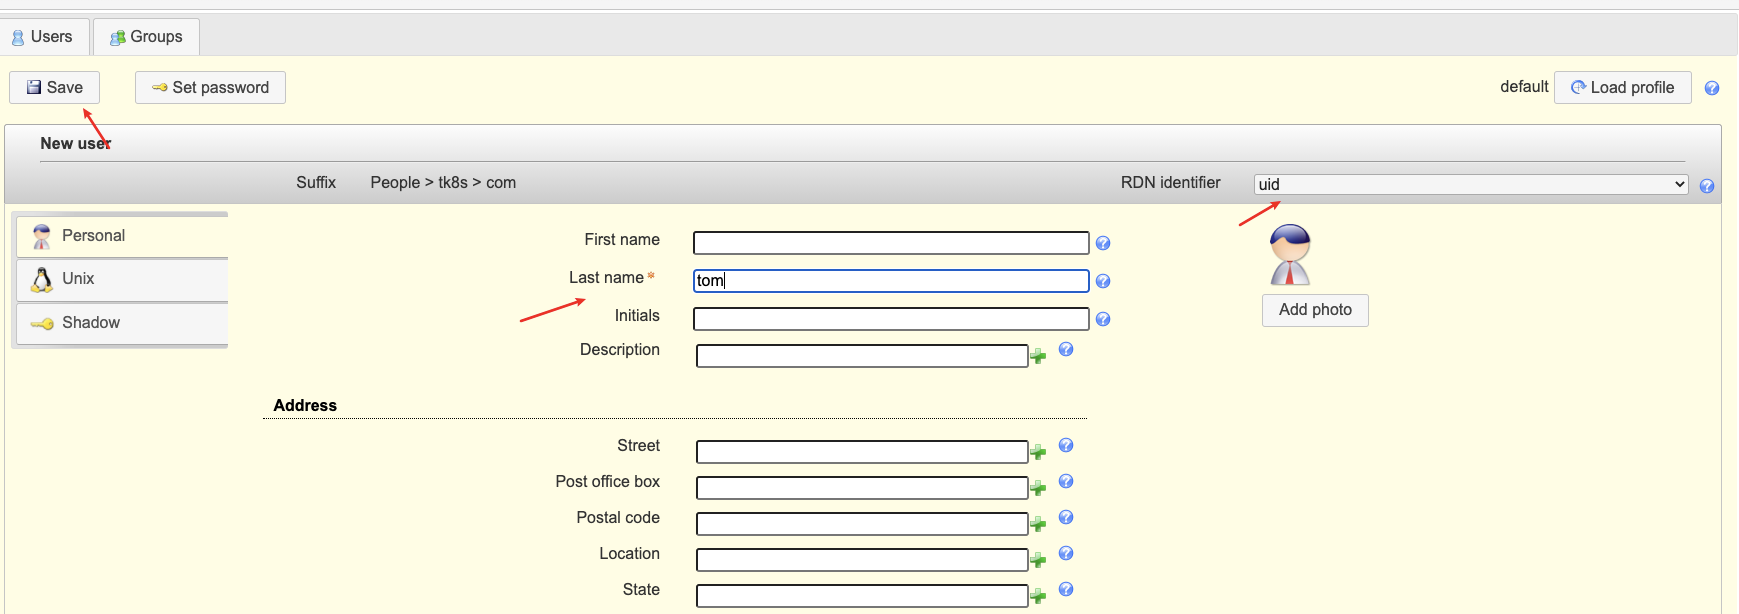 Users Groups
Save Set password default Load profile
New user
Suffix People > tk8s > com RDN identifier uid
Personal
Unix
Shadow
First name
Last name * tom
Initials
Description
Add photo
Address
Street
Post office box
Postal code
Location
State